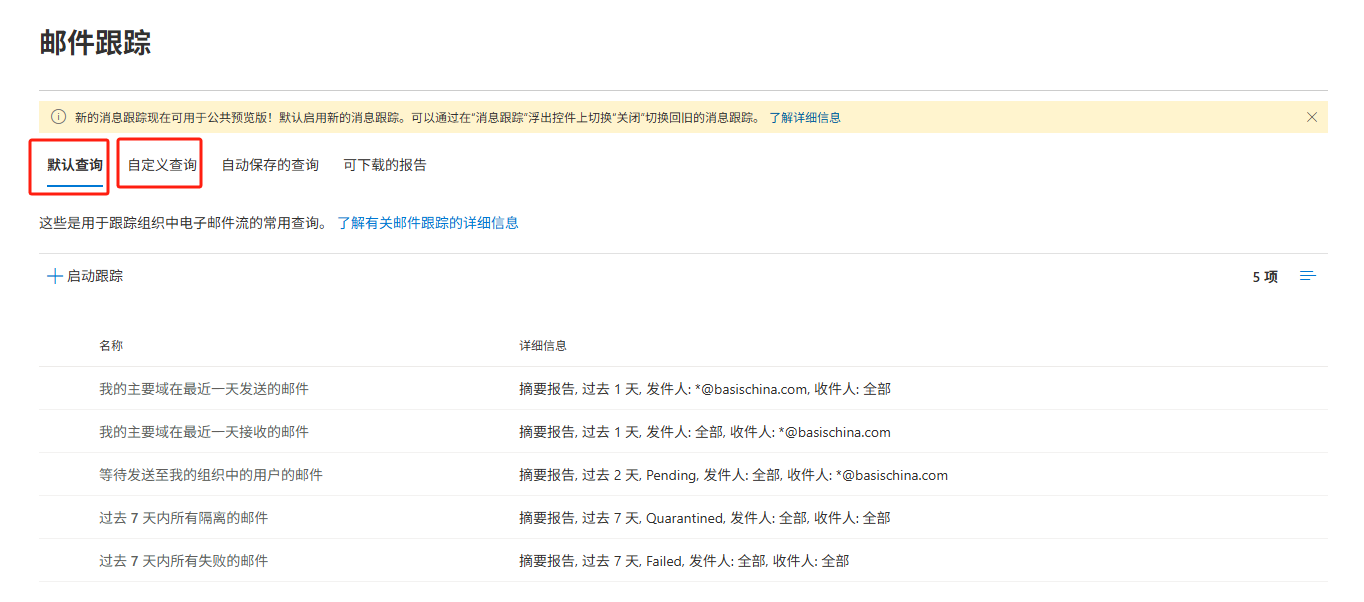 邮件跟踪
新的消息跟踪现在可用于公共预览版！默认启用新的消息跟踪。可以通过在“消息跟踪”浮出控件上切换“关闭”切换回旧的消息跟踪。 了解详细信息
默认查询 自定义查询 自动保存的查询 可下载的报告
这些是用于跟踪组织中电子邮件流的常用查询。 了解有关邮件跟踪的详细信息
启动跟踪 5 项
名称 详细信息
我的主要域在最近一天发送的邮件 摘要报告, 过去 1 天, 发件人: *@basischina.com, 收件人: 全部
我的主要域在最近一天接收的邮件 摘要报告, 过去 1 天, 发件人: 全部, 收件人: *@basischina.com
等待发送至我的组织中的用户的邮件 摘要报告, 过去 2 天, Pending, 发件人: 全部, 收件人: *@basischina.com
过去 7 天内所有隔离的邮件 摘要报告, 过去 7 天, Quarantined, 发件人: 全部, 收件人: 全部
过去 7 天内所有失败的邮件 摘要报告, 过去 7 天, Failed, 发件人: 全部, 收件人: 全部